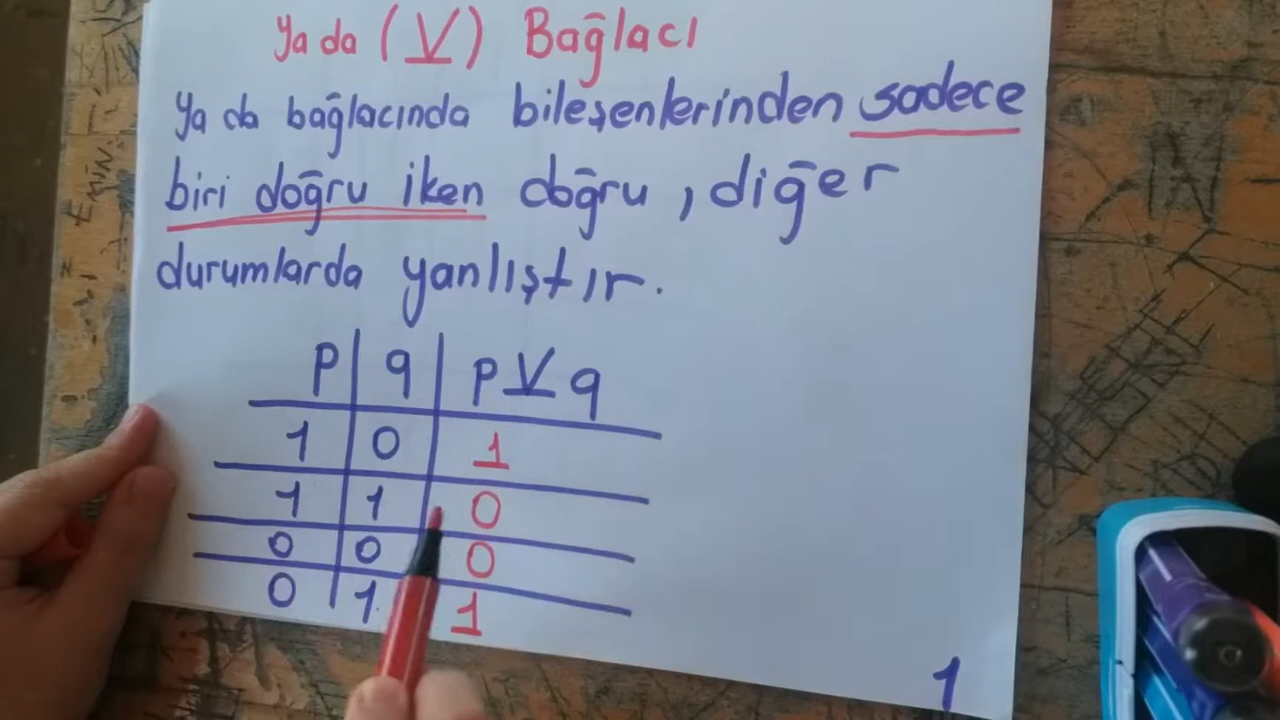 Ya da (⊻) Bağlacı
Ya da bağlacında bileşenlerinden sadece
biri doğru iken doğru, diğer
durumlarda yanlıştır.
p q p ⊻ q
1 0 1
1 1 0
0 0 0
0 1 1
1
EMİN